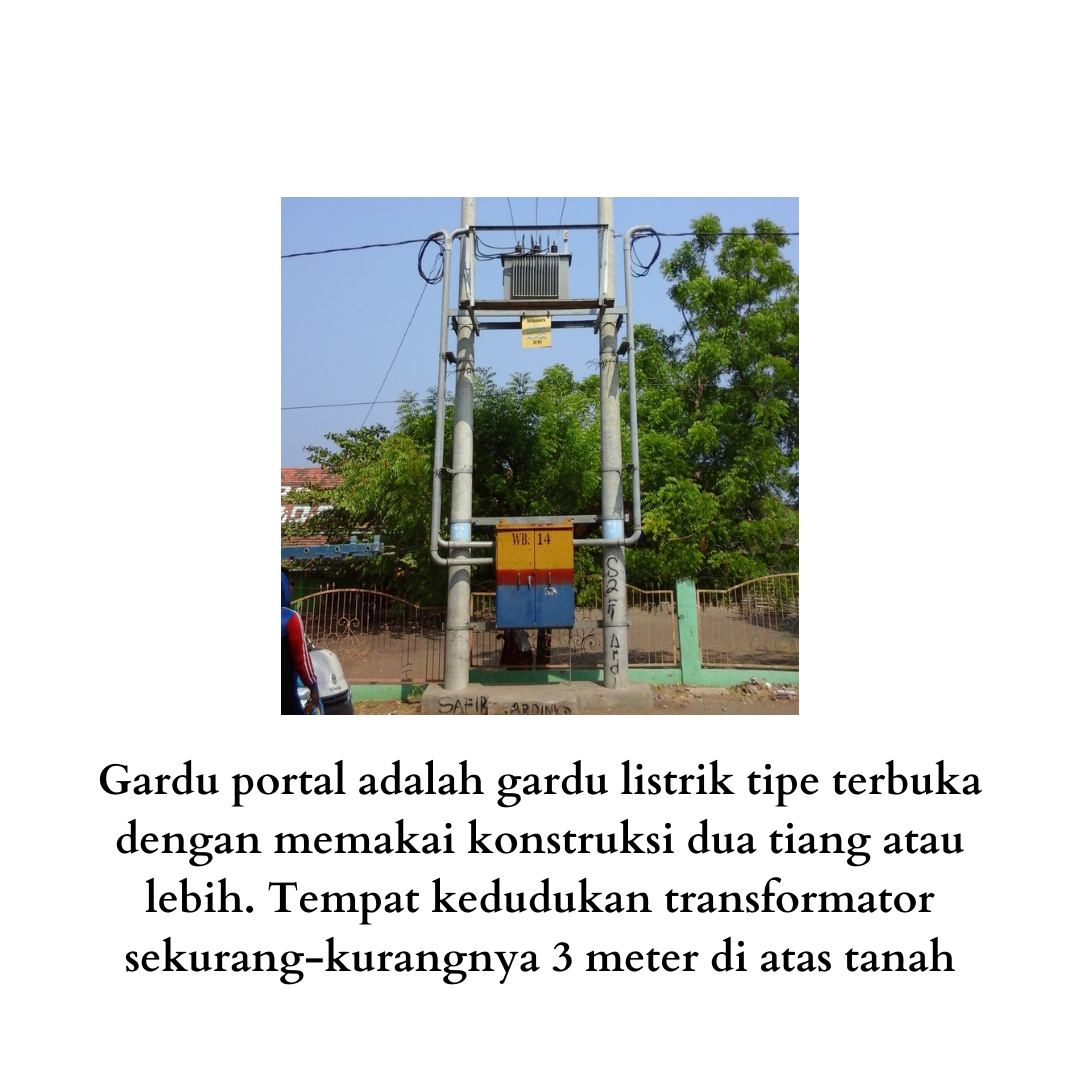 WB. 14
SAFIR
Gardu portal adalah gardu listrik tipe terbuka
dengan memakai konstruksi dua tiang atau
lebih. Tempat kedudukan transformator
sekurang-kurangnya 3 meter di atas tanah